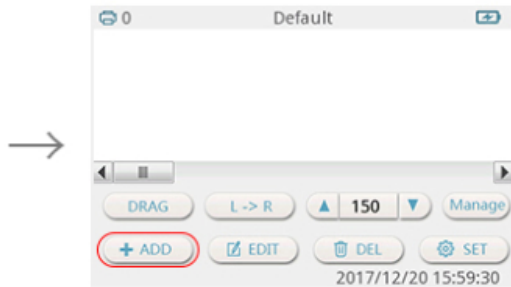 0 Default
DRAG L -> R 150 Manage
+ ADD EDIT DEL SET
2017/12/20 15:59:30